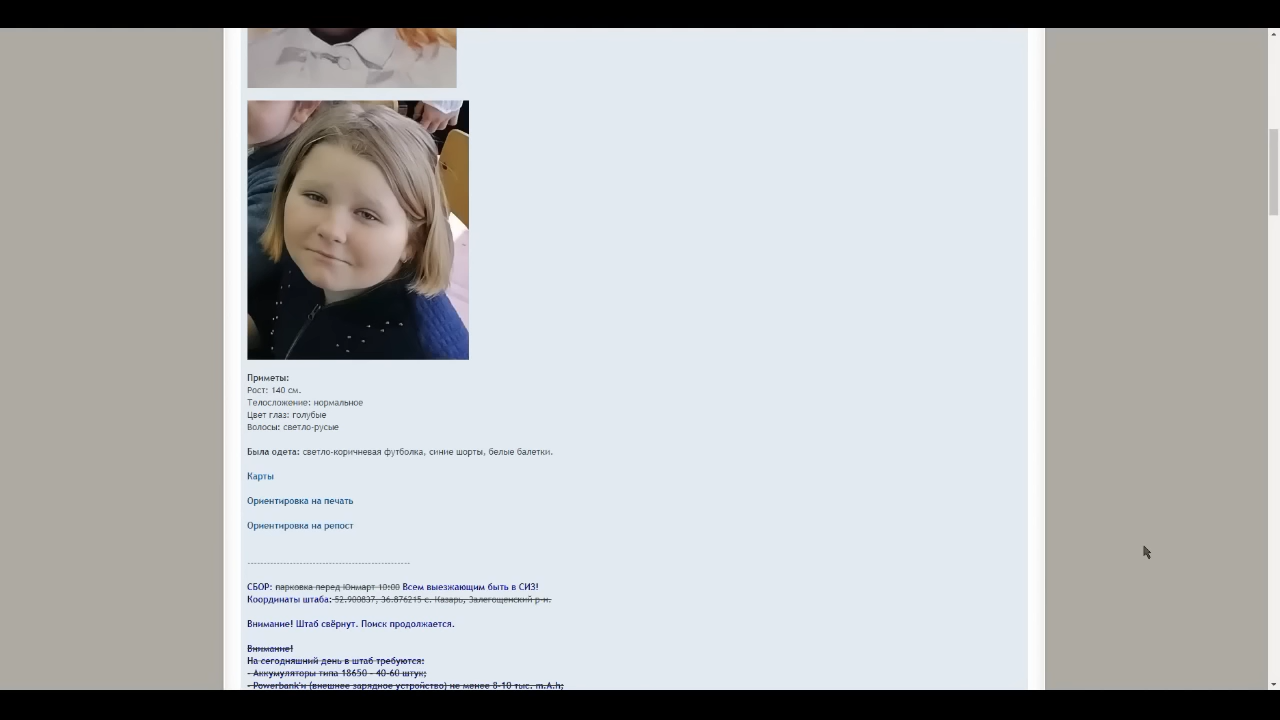 Приметы:
Рост: 140 см.
Телосложение: нормальное
Цвет глаз: голубые
Волосы: светло-русые
Была одета: светло-коричневая футболка, синие шорты, белые балетки.
Карты
Ориентировка на печать
Ориентировка на репост
--------------------------------------------------
СБОР: парковка перед Юнмарт 10:00 Всем выезжающим быть в СИЗ!
Координаты штаба: 52.900837, 36.876215 с. Казарь, Залегощенский р-н.
Внимание! Штаб свёрнут. Поиск продолжается.
Внимание!
На сегодняшний день в штаб требуются:
- Аккумуляторы типа 18650 - 40-60 штук;
- Powerbank'и (внешнее зарядное устройство) не менее 8-10 тыс. m.A.h;